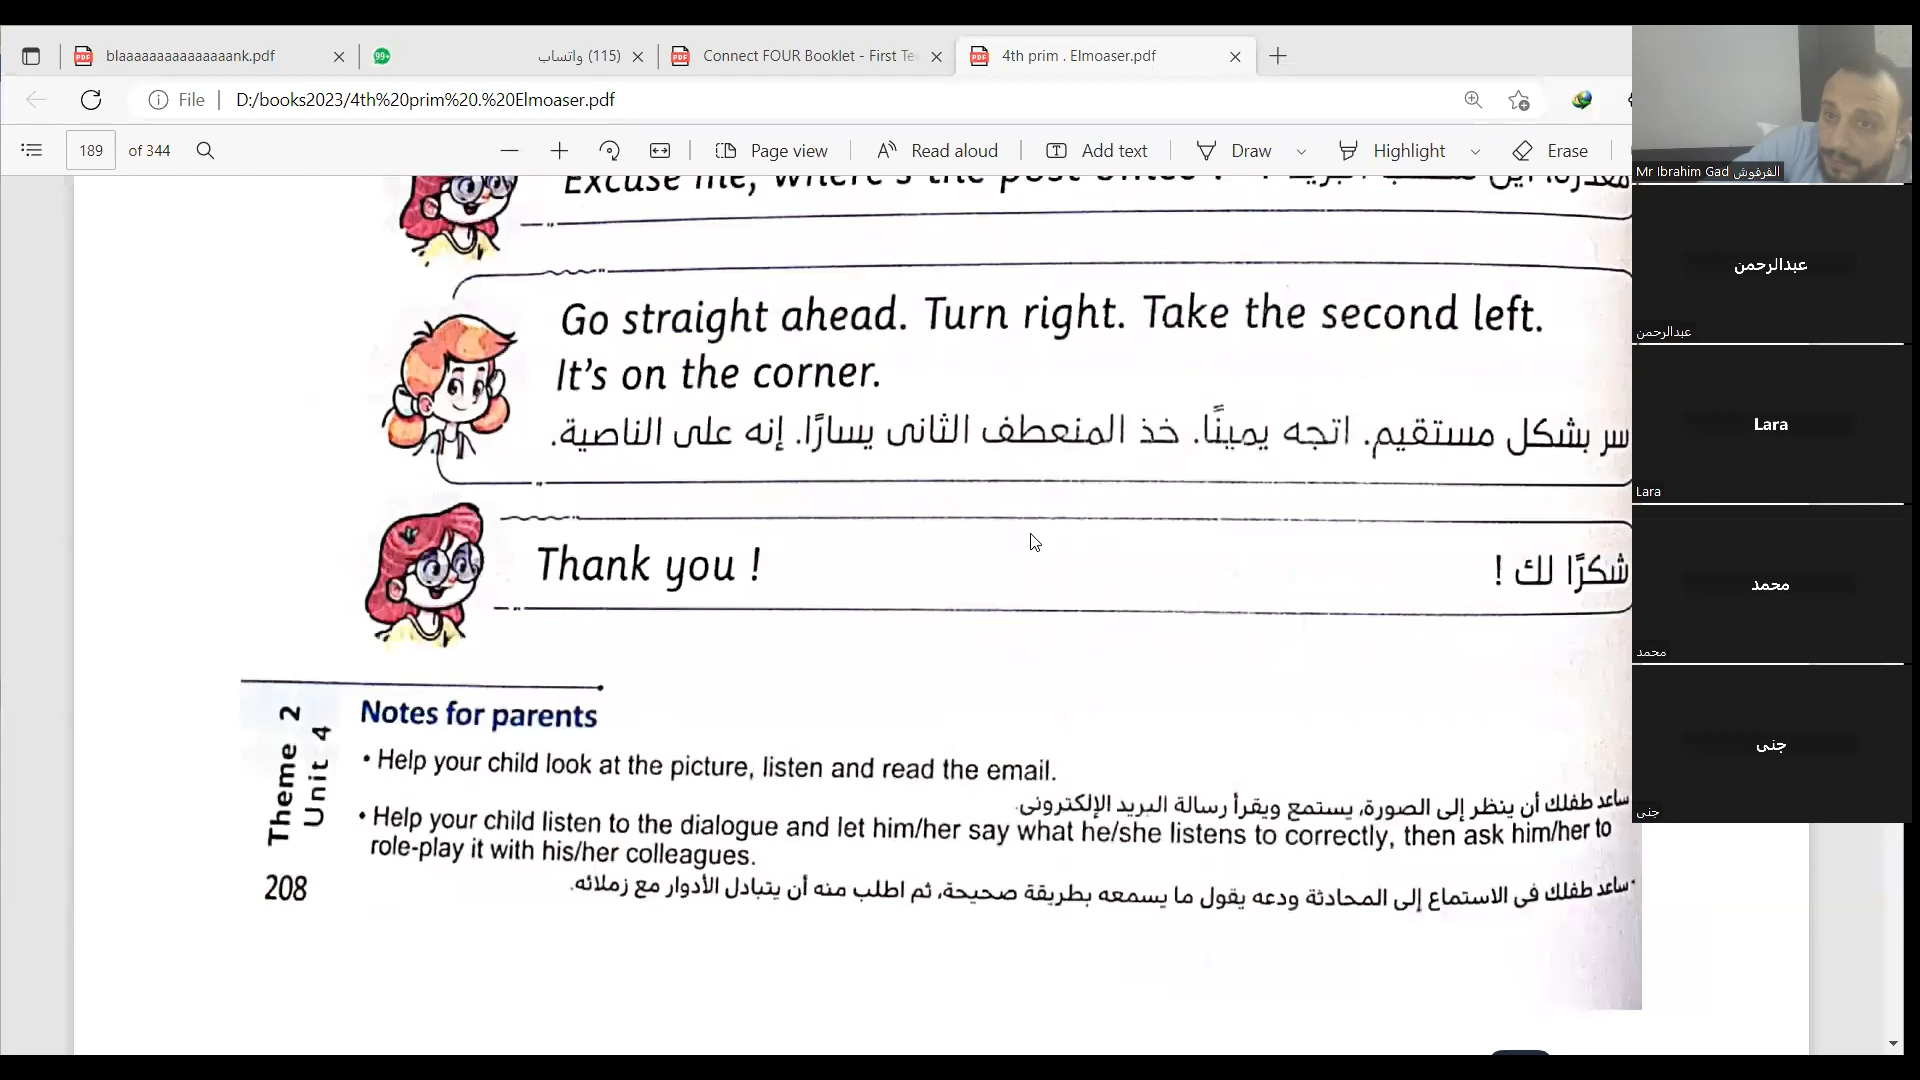 blaaaaaaaaaaaaaaank.pdf
99+
(115) واتساب
Connect FOUR Booklet - First Te
4th prim . Elmoaser.pdf
File
D:/books2023/4th%20prim%20.%20Elmoaser.pdf
189 of 344
Page view
Read aloud
Add text
Draw
Highlight
Erase
Excuse me, where's the post office ?
Go straight ahead. Turn right. Take the second left.
It's on the corner.
سر بشكل مستقيم. اتجه يمينًا. خذ المنعطف الثانى يسارًا. إنه على الناصية.
Thank you !
شكرًا لك !
Theme 2
Unit 4
Notes for parents
• Help your child look at the picture, listen and read the email.
ساعد طفلك أن ينظر إلى الصورة، يستمع ويقرأ رسالة البريد الإلكترونى.
• Help your child listen to the dialogue and let him/her say what he/she listens to correctly, then ask him/her to
role-play it with his/her colleagues.
ساعد طفلك فى الاستماع إلى المحادثة ودعه يقول ما يسمعه بطريقة صحيحة، ثم اطلب منه أن يتبادل الأدوار مع زملائه.
208
Mr Ibrahim Gad الفرفوش
عبدالرحمن
عبدالرحمن
Lara
Lara
محمد
محمد
جنى
جنى